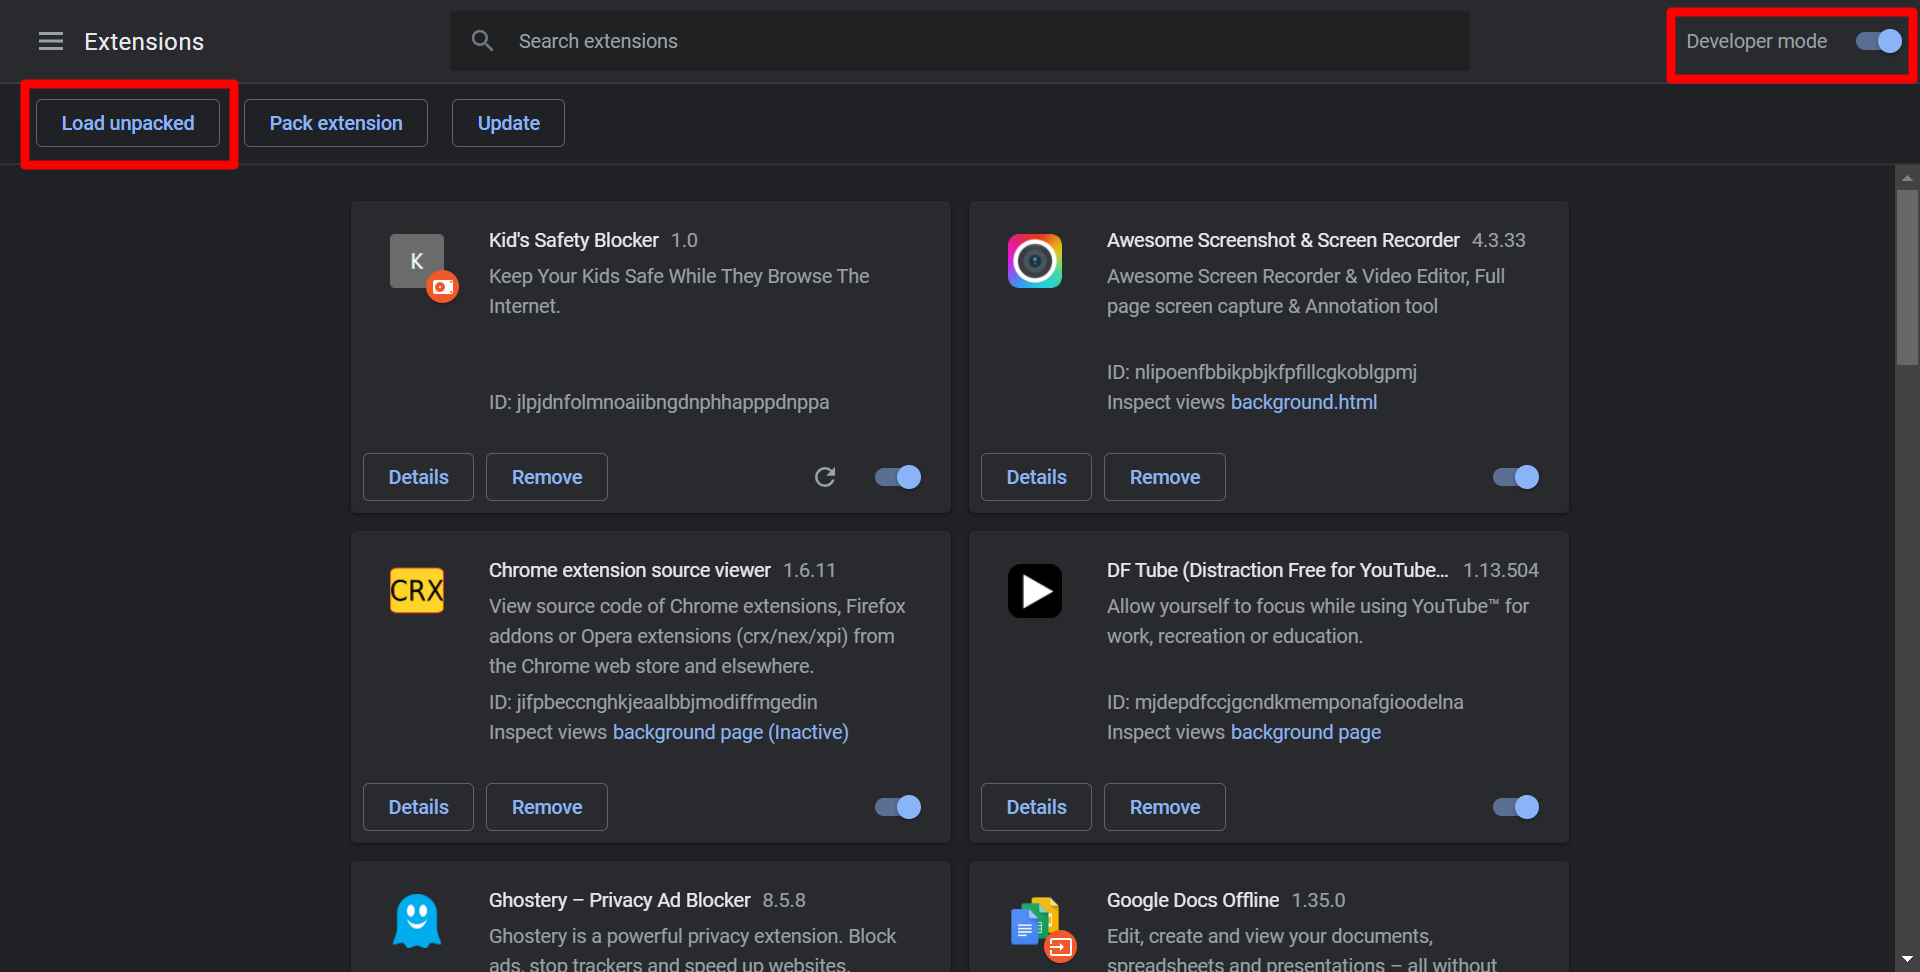 Extensions
Search extensions
Developer mode
Load unpacked
Pack extension
Update
K
Kid's Safety Blocker 1.0
Keep Your Kids Safe While They Browse The
Internet.
ID: jlpjdnfolmnoaiibngdnphhapppdnppa
Details
Remove
Awesome Screenshot & Screen Recorder 4.3.33
Awesome Screen Recorder & Video Editor, Full
page screen capture & Annotation tool
ID: nlipoenfbbikpbjkfpfillcgkoblgpmj
Inspect views background.html
Details
Remove
CRX
Chrome extension source viewer 1.6.11
View source code of Chrome extensions, Firefox
addons or Opera extensions (crx/nex/xpi) from
the Chrome web store and elsewhere.
ID: jifpbeccnghkjeaalbbjmodiffmgedin
Inspect views background page (Inactive)
Details
Remove
DF Tube (Distraction Free for YouTube... 1.13.504
Allow yourself to focus while using YouTube™ for
work, recreation or education.
ID: mjdepdfccjgcndkmemponafgioodelna
Inspect views background page
Details
Remove
Ghostery – Privacy Ad Blocker 8.5.8
Ghostery is a powerful privacy extension. Block
ads, stop trackers and speed up websites.
Google Docs Offline 1.35.0
Edit, create and view your documents,
spreadsheets and presentations – all without